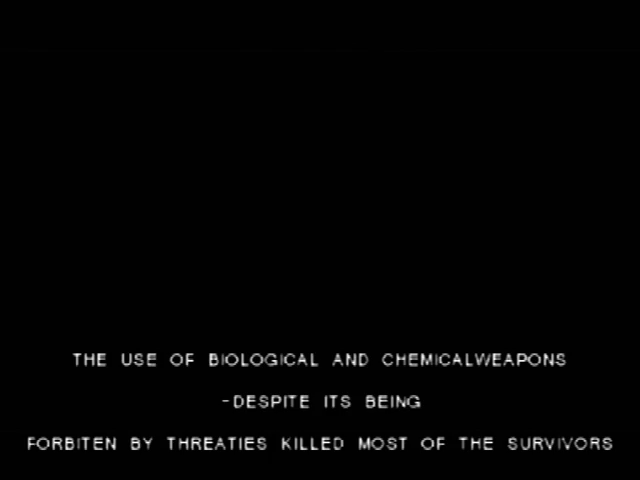 THE USE OF BIOLOGICAL AND CHEMICALWEAPONS
-DESPITE ITS BEING
FORBITEN BY THREATIES KILLED MOST OF THE SURVIVORS